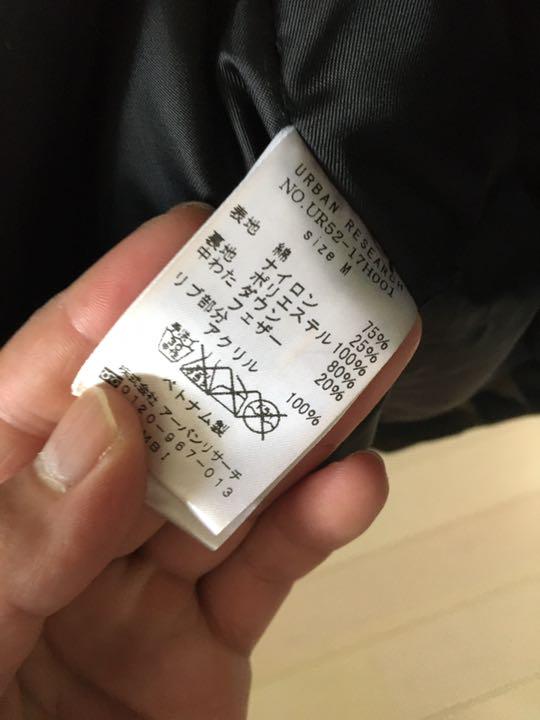 URBAN RESEARCH
NO.UR52-17H001
size M
表地 綿 75%
ナイロン 25%
裏地 ポリエステル 100%
中わた ダウン 80%
フェザー 20%
リブ部分
アクリル 100%
ベトナム製
株式会社 アーバンリサーチ
0120-967-013
MBI